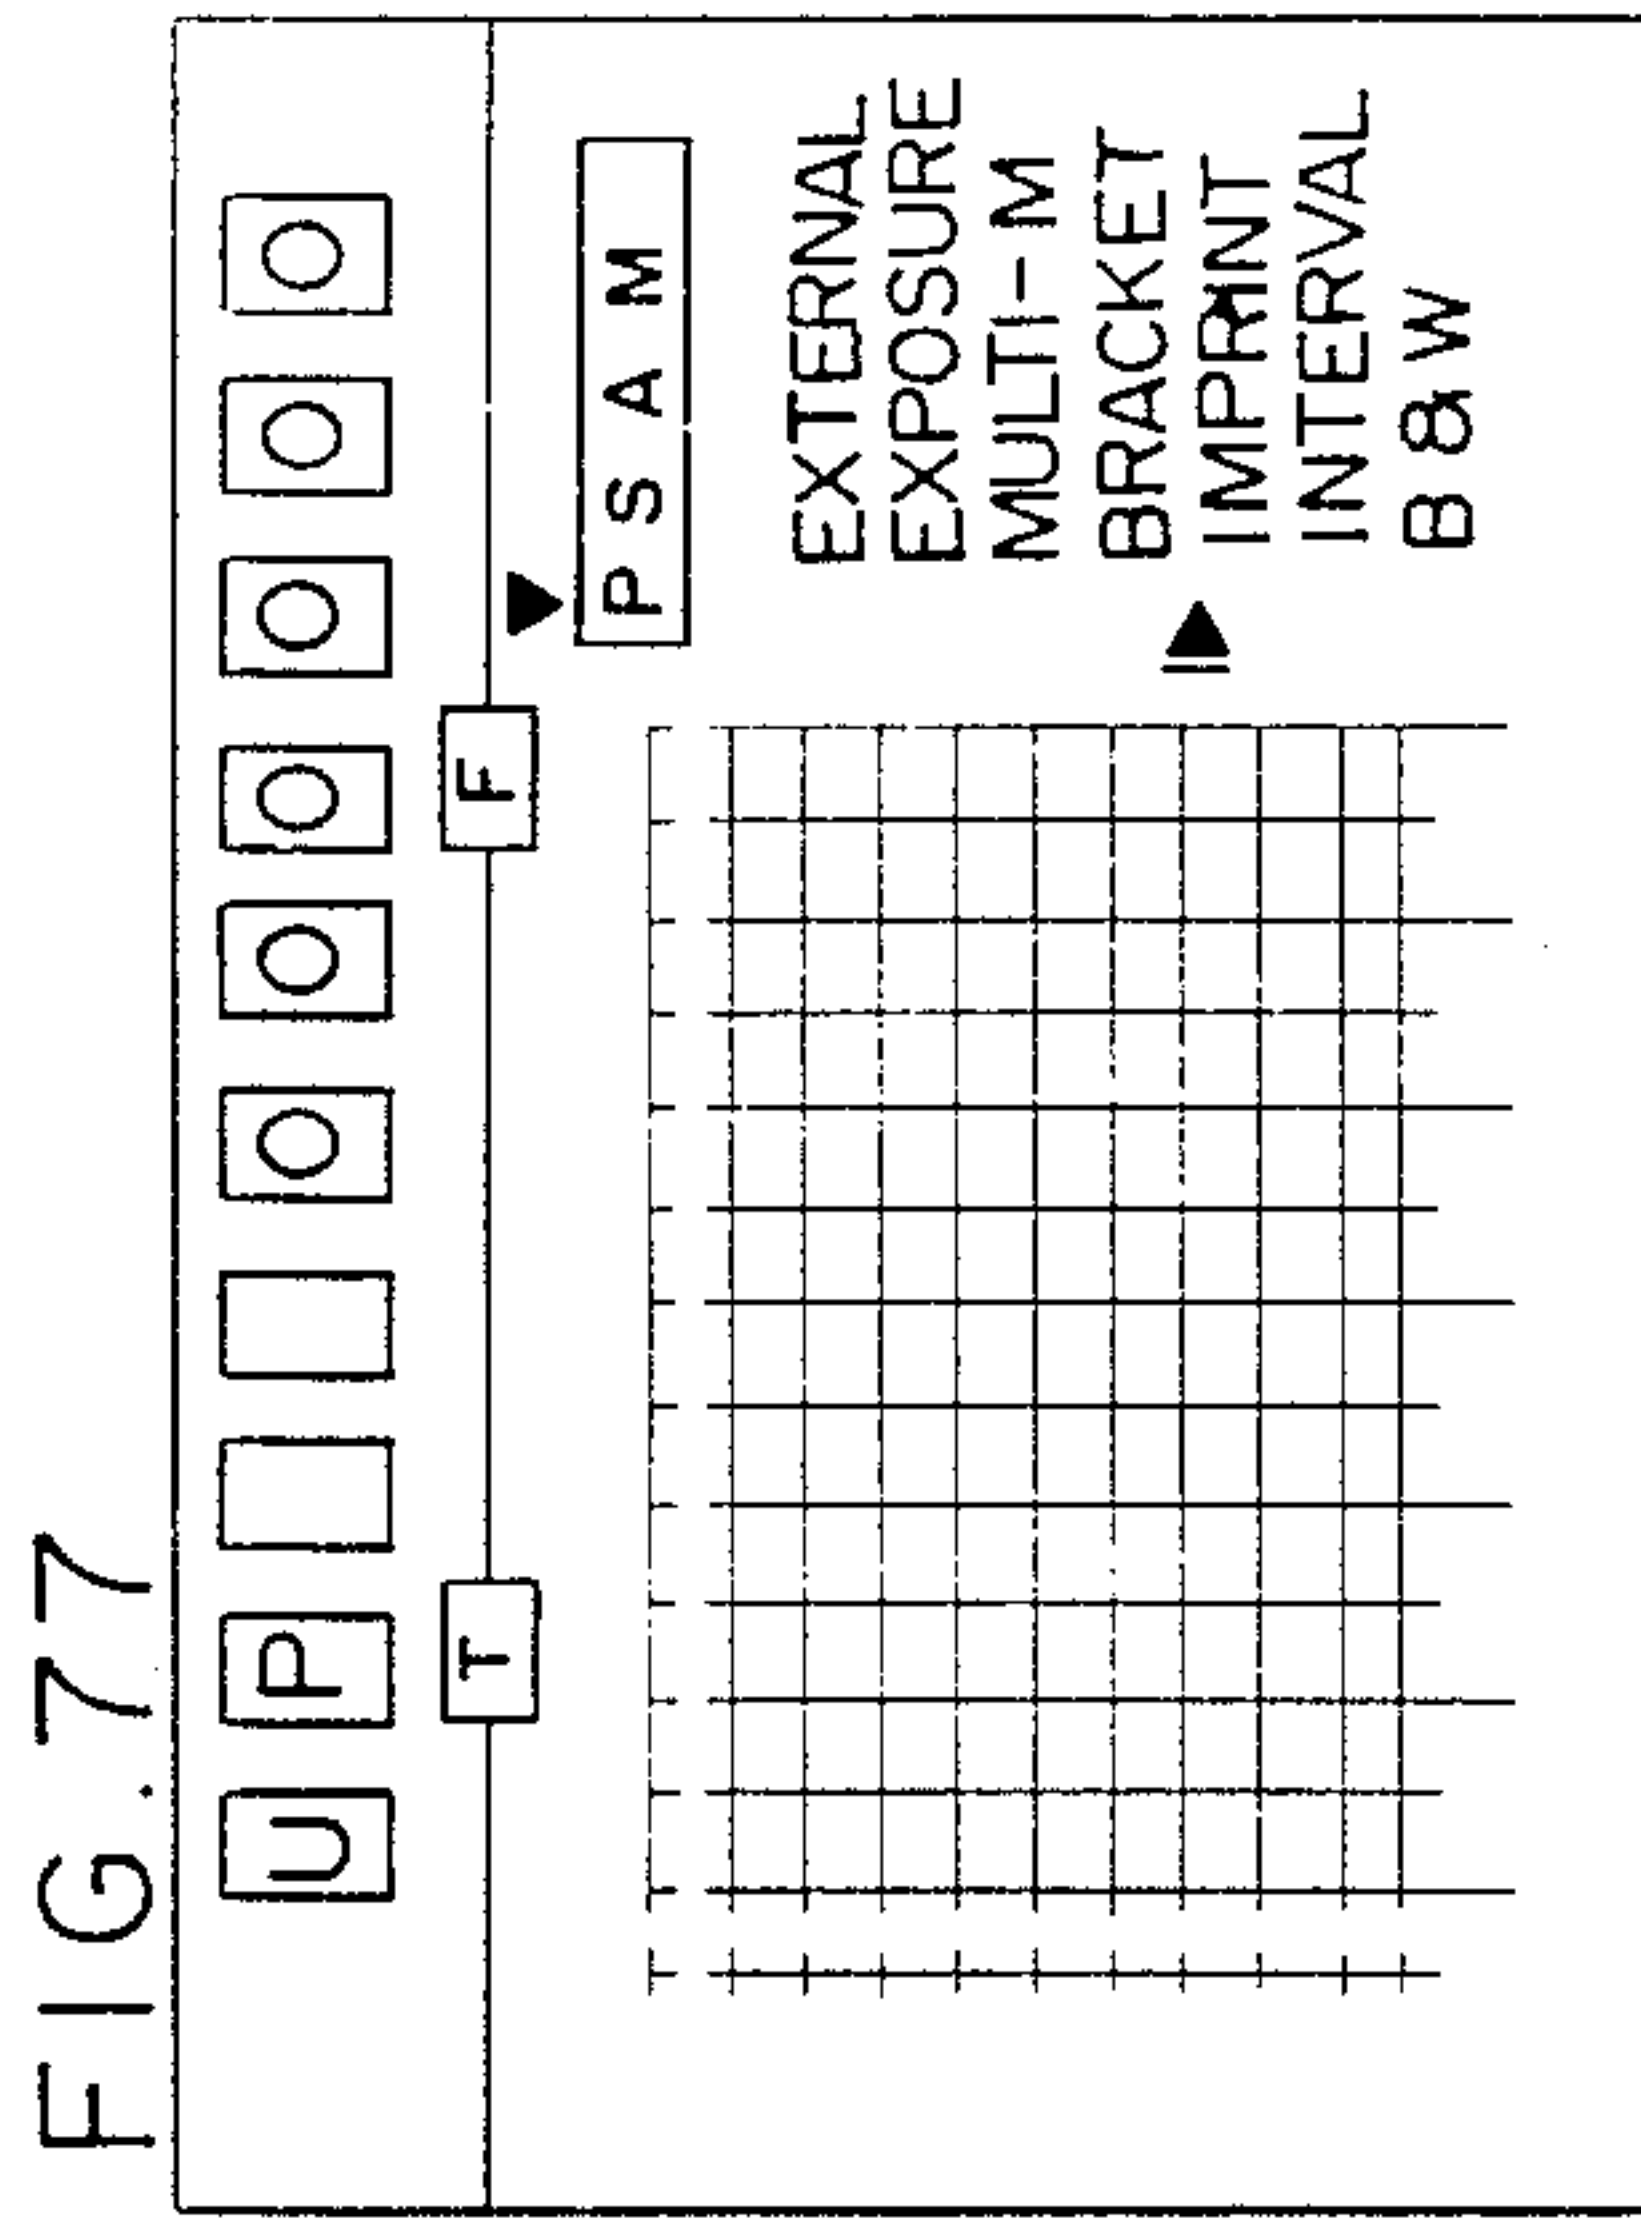 FIG. 77
U P O O O O O O
T F
P S A M
EXTERNAL
EXPOSURE
MULTI-M
BRACKET
IMPRINT
INTERVAL
B & W